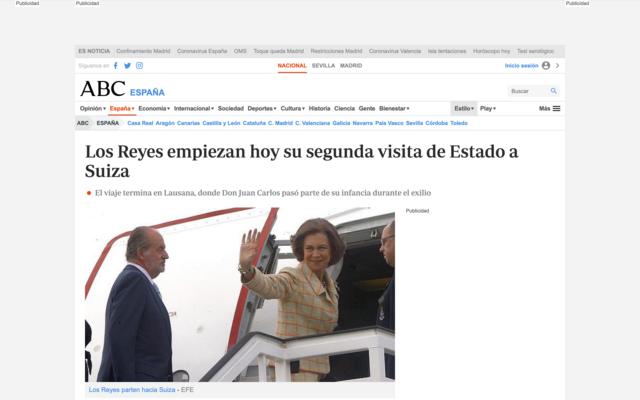 Publicidad
Publicidad
Publicidad
ES NOTICIA Confinamiento Madrid Coronavirus España OMS Toque queda Madrid Restricciones Madrid Coronavirus Valencia Isla tentaciones Horóscopo hoy Test serológico
Síguenos en
NACIONAL SEVILLA MADRID
Inicio sesión
ABC ESPAÑA
Buscar
Opinión España Economía Internacional Sociedad Deportes Cultura Historia Ciencia Gente Bienestar Estilo Play Más
ABC ESPAÑA Casa Real Aragón Canarias Castilla y León Cataluña C. Madrid C. Valenciana Galicia Navarra País Vasco Sevilla Córdoba Toledo
Los Reyes empiezan hoy su segunda visita de Estado a
Suiza
El viaje termina en Lausana, donde Don Juan Carlos pasó parte de su infancia durante el exilio
Publicidad
Los Reyes parten hacia Suiza - EFE